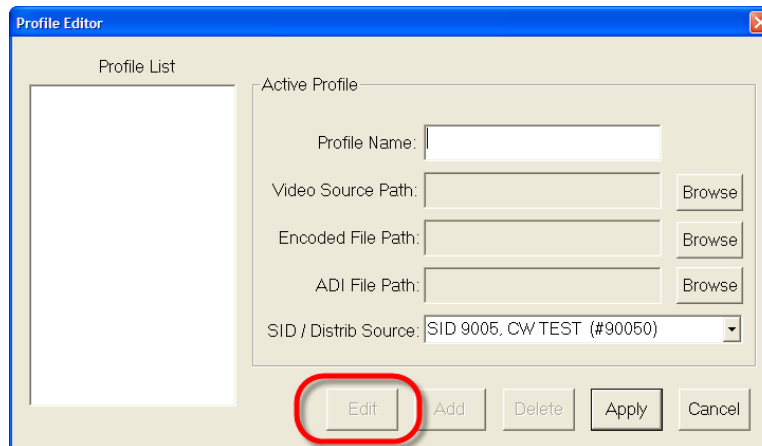 Profile Editor
Profile List
Active Profile
Profile Name:
Video Source Path:
Browse
Encoded File Path:
Browse
ADI File Path:
Browse
SID / Distrib Source:
SID 9005, CW TEST (#90050)
Edit
Add
Delete
Apply
Cancel